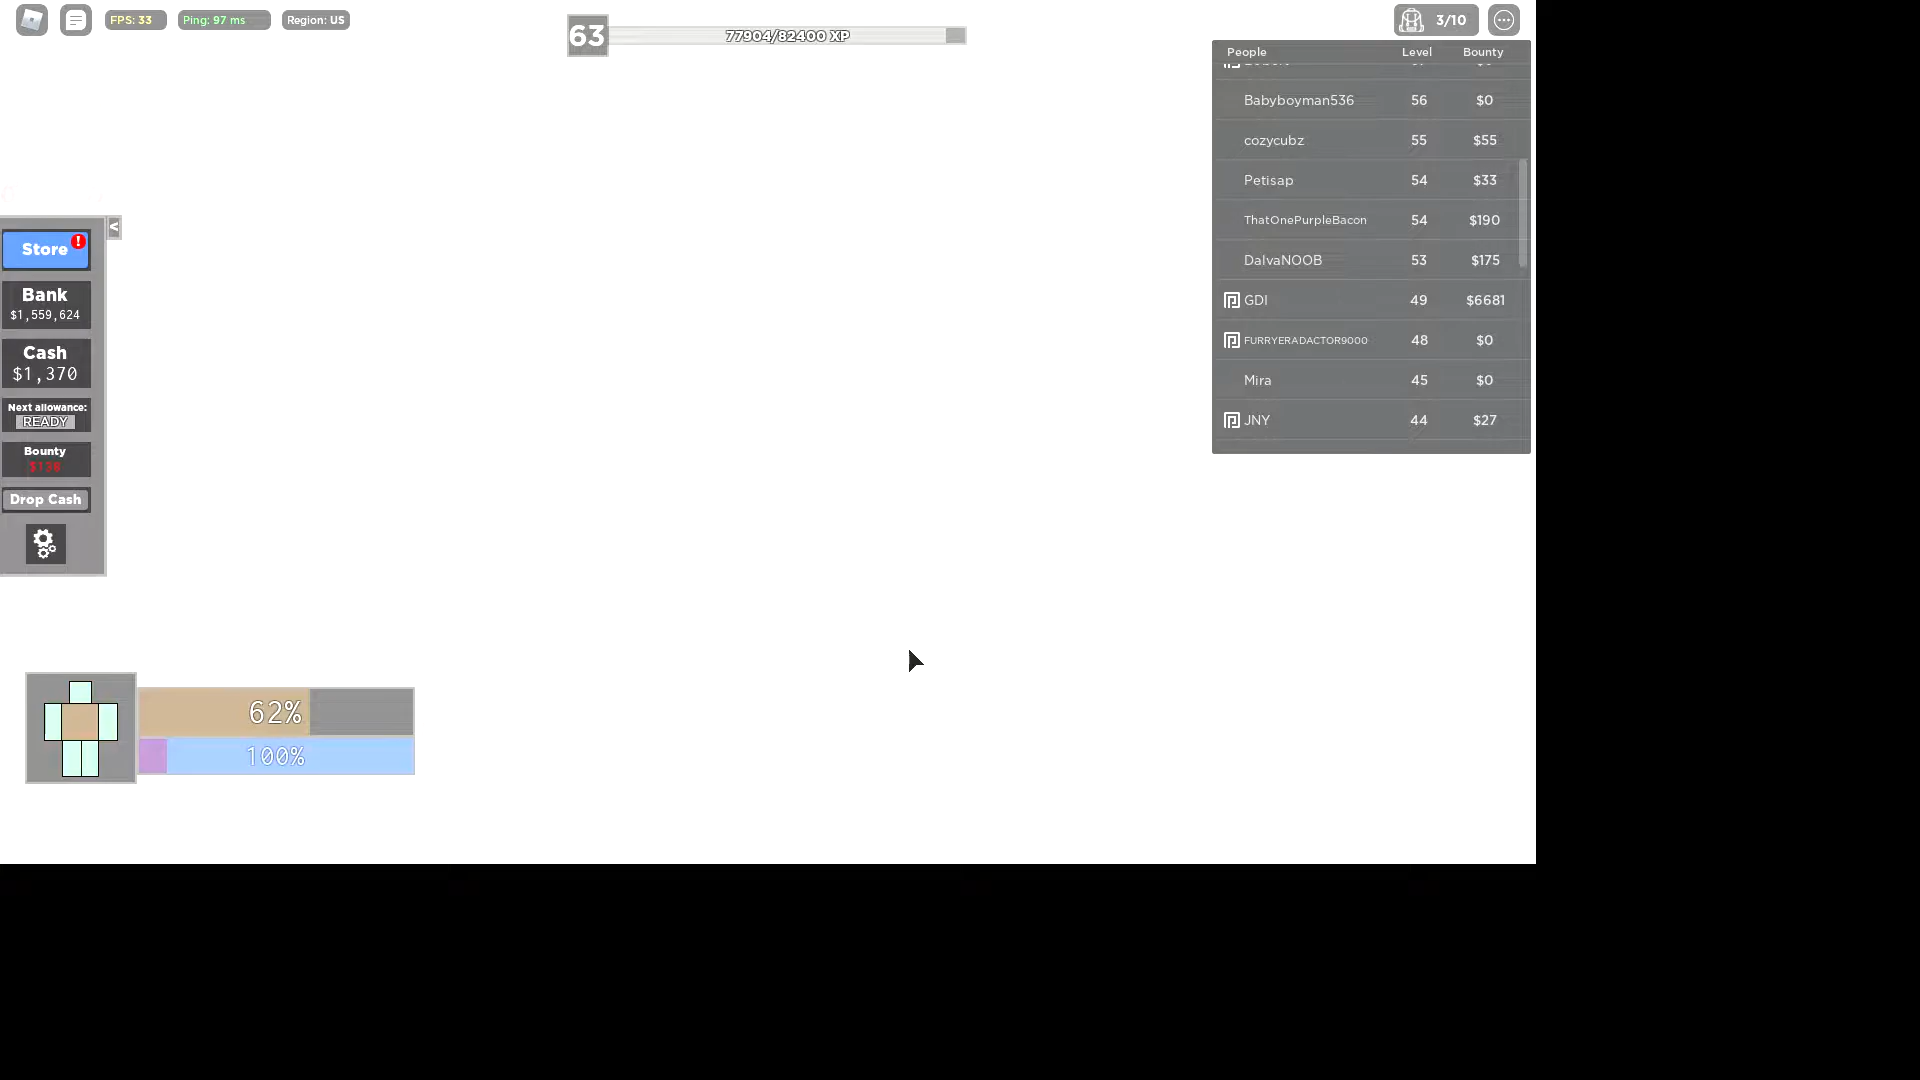 FPS: 33
Ping: 97 ms
Region: US
63
77904/82400 XP
3/10
People Level Bounty
Babyboyman536 56 $0
cozycubz 55 $55
Petisap 54 $33
ThatOnePurpleBacon 54 $190
DalvaNOOB 53 $175
GDI 49 $6681
FURRYERADACTOR9000 48 $0
Mira 45 $0
JNY 44 $27
<
Store !
Bank
$1,559,624
Cash
$1,370
Next allowance:
READY
Bounty
$138
Drop Cash
62%
100%